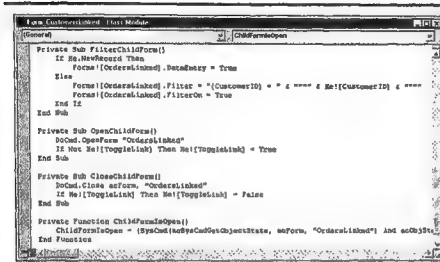 Form_CustomersLinked : Class Module
(General) ChildFormIsOpen
Private Sub FilterChildForm()
If Me.NewRecord Then
Forms![OrdersLinked].DataEntry = True
Else
Forms![OrdersLinked].Filter = "[CustomerID] = " & """" & Me![CustomerID] & """"
Forms![OrdersLinked].FilterOn = True
End If
End Sub
Private Sub OpenChildForm()
DoCmd.OpenForm "OrdersLinked"
If Not Me![ToggleLink] Then Me![ToggleLink] = True
End Sub
Private Sub CloseChildForm()
DoCmd.Close acForm, "OrdersLinked"
If Me![ToggleLink] Then Me![ToggleLink] = False
End Sub
Private Function ChildFormIsOpen()
ChildFormIsOpen = (SysCmd(acSysCmdGetObjectState, acForm, "OrdersLinked") And acObjSt
End Function